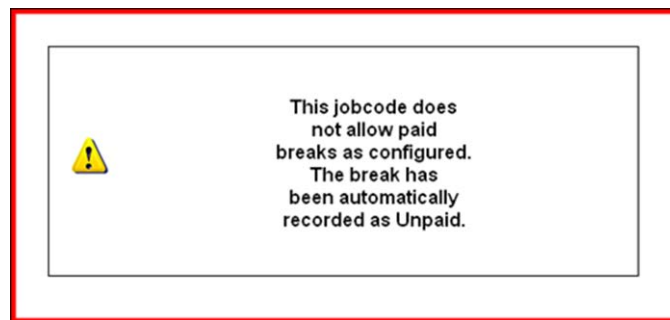 This jobcode does
not allow paid
breaks as configured.
The break has
been automatically
recorded as Unpaid.